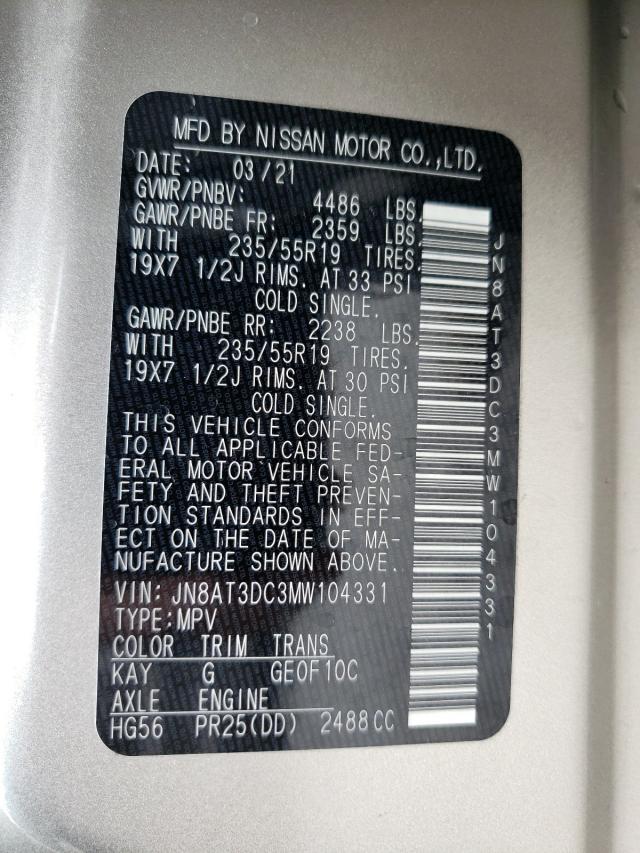 MFD BY NISSAN MOTOR CO.,LTD.
DATE: 03/21
GVWR/PNBV: 4486 LBS.
GAWR/PNBE FR: 2359 LBS.
WITH 235/55R19 TIRES.
19X7 1/2J RIMS. AT 33 PSI
COLD SINGLE.
GAWR/PNBE RR: 2238 LBS.
WITH 235/55R19 TIRES.
19X7 1/2J RIMS. AT 30 PSI
COLD SINGLE.
THIS VEHICLE CONFORMS
TO ALL APPLICABLE FED-
ERAL MOTOR VEHICLE SA-
FETY AND THEFT PREVEN-
TION STANDARDS IN EFF-
ECT ON THE DATE OF MA-
NUFACTURE SHOWN ABOVE.
VIN: JN8AT3DC3MW104331
TYPE:MPV
COLOR TRIM TRANS
KAY G GE0F10C
AXLE ENGINE
HG56 PR25(DD) 2488CC
JN8AT3DC3MW104331